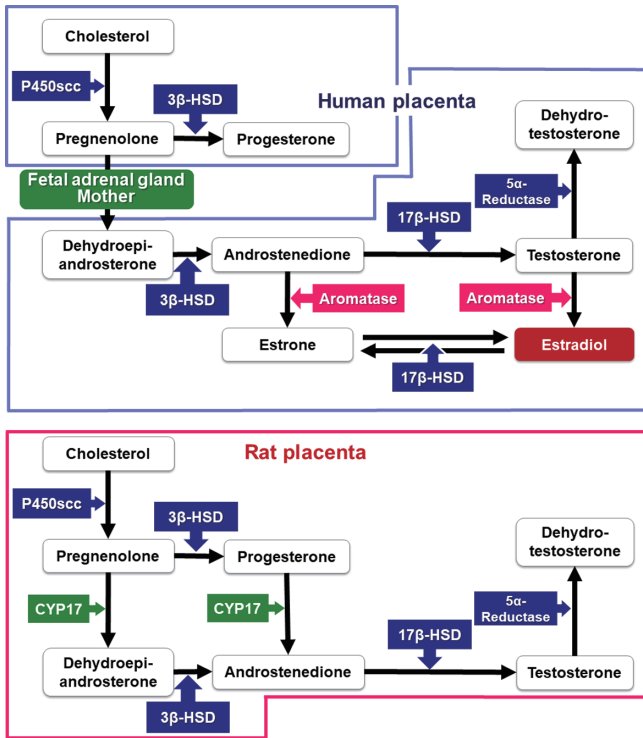 Cholesterol
P450scc
3β-HSD
Human placenta
Pregnenolone
Progesterone
Dehydro-
testosterone
Fetal adrenal gland
Mother
5α-
Reductase
17β-HSD
Dehydroepi-
androsterone
Androstenedione
Testosterone
3β-HSD
Aromatase
Aromatase
Estrone
Estradiol
17β-HSD
Rat placenta
Cholesterol
P450scc
3β-HSD
Pregnenolone
Progesterone
Dehydro-
testosterone
CYP17
CYP17
5α-
Reductase
17β-HSD
Dehydroepi-
androsterone
Androstenedione
Testosterone
3β-HSD